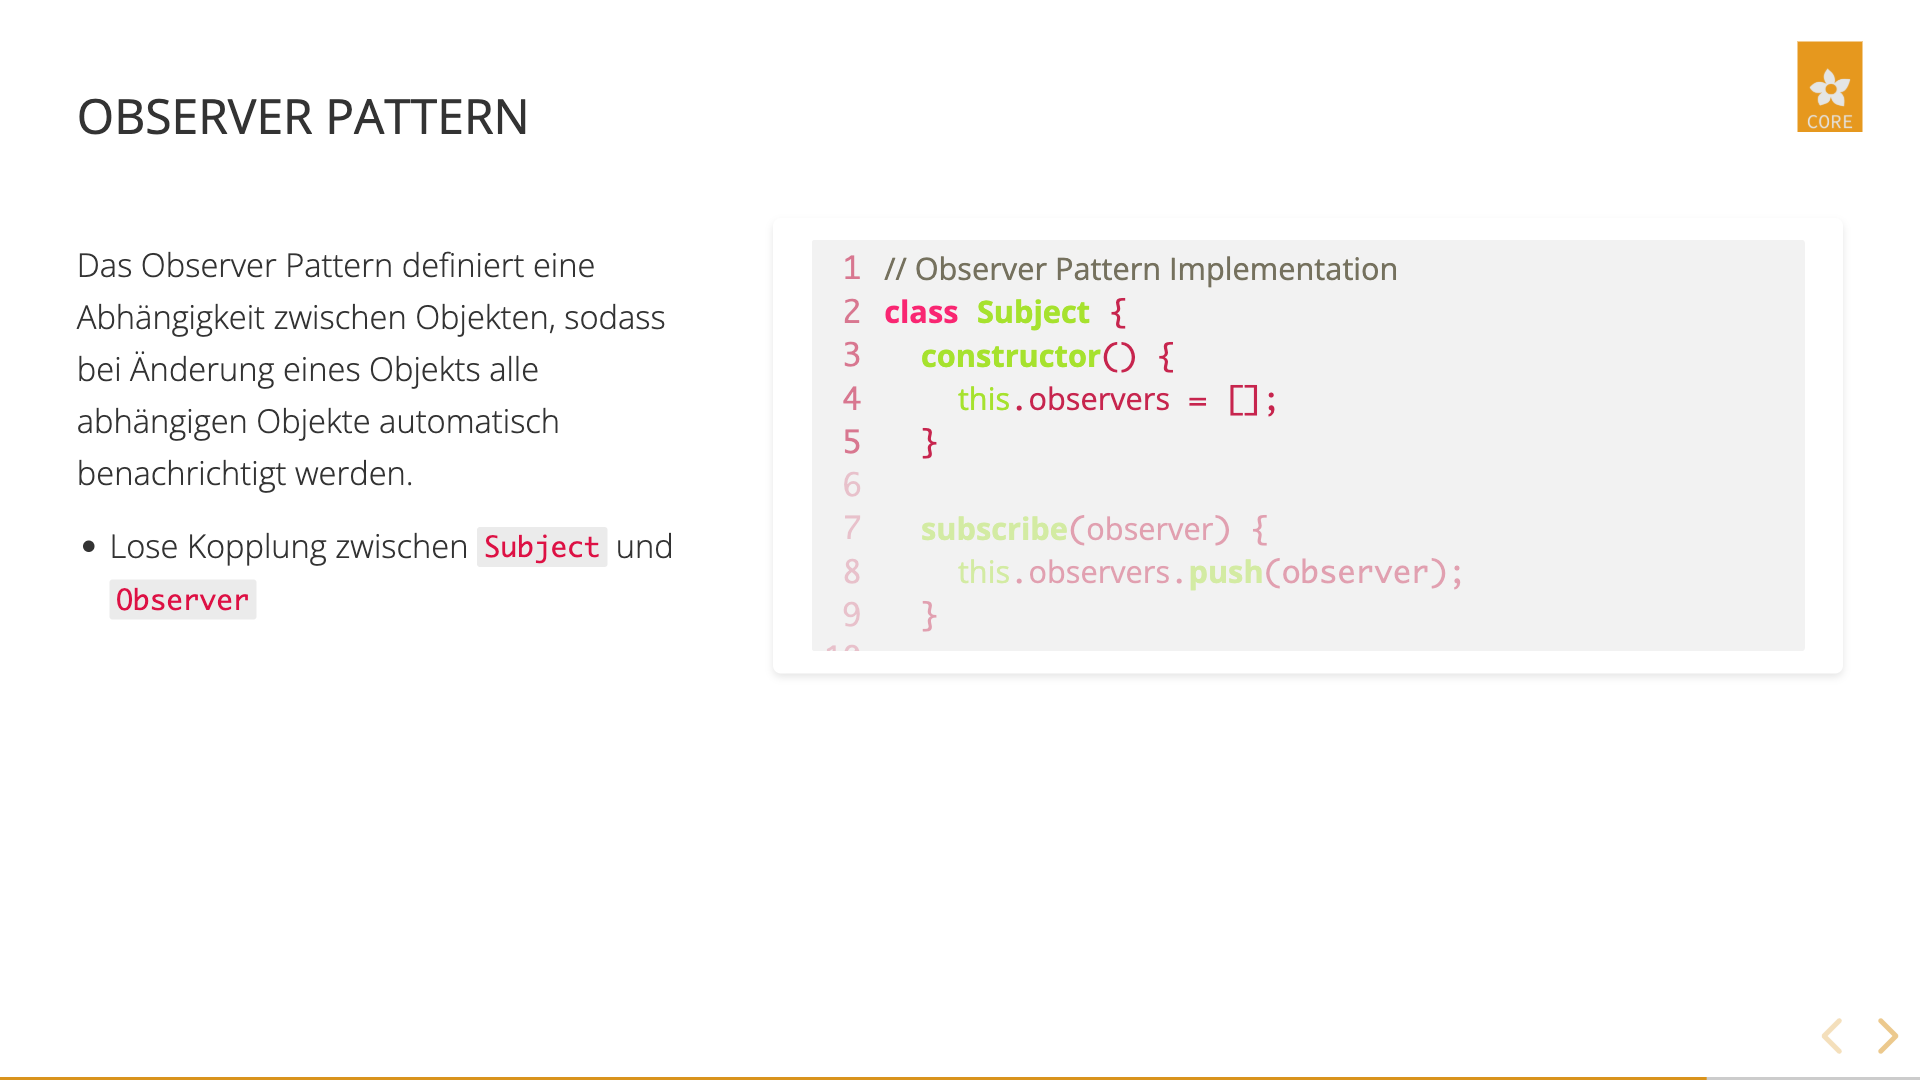 OBSERVER PATTERN
CORE
Das Observer Pattern definiert eine
Abhängigkeit zwischen Objekten, sodass
bei Änderung eines Objekts alle
abhängigen Objekte automatisch
benachrichtigt werden.
• Lose Kopplung zwischen Subject und
Observer
1 // Observer Pattern Implementation
2 class Subject {
3   constructor() {
4     this.observers = [];
5   }
6
7   subscribe(observer) {
8     this.observers.push(observer);
9   }